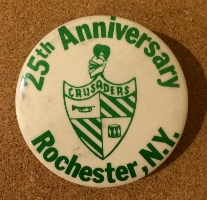 25th Anniversary
CRUSADERS
Rochester, N.Y.